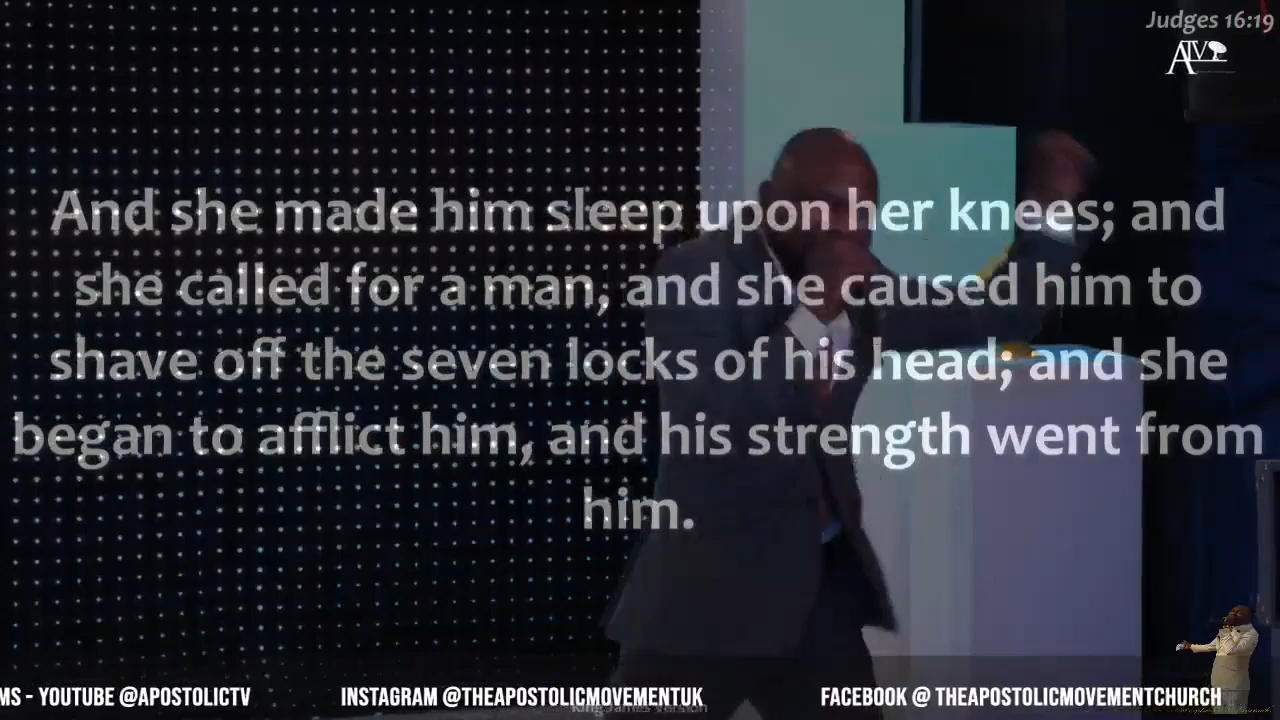 Judges 16:19
ATV
And she made him sleep upon her knees; and
she called for a man, and she caused him to
shave off the seven locks of his head; and she
began to afflict him, and his strength went from
him.
MS - YOUTUBE @APOSTOLICTV INSTAGRAM @THEAPOSTOLICMOVEMENTUK FACEBOOK @ THEAPOSTOLICMOVEMENTCHURCH
King James Version